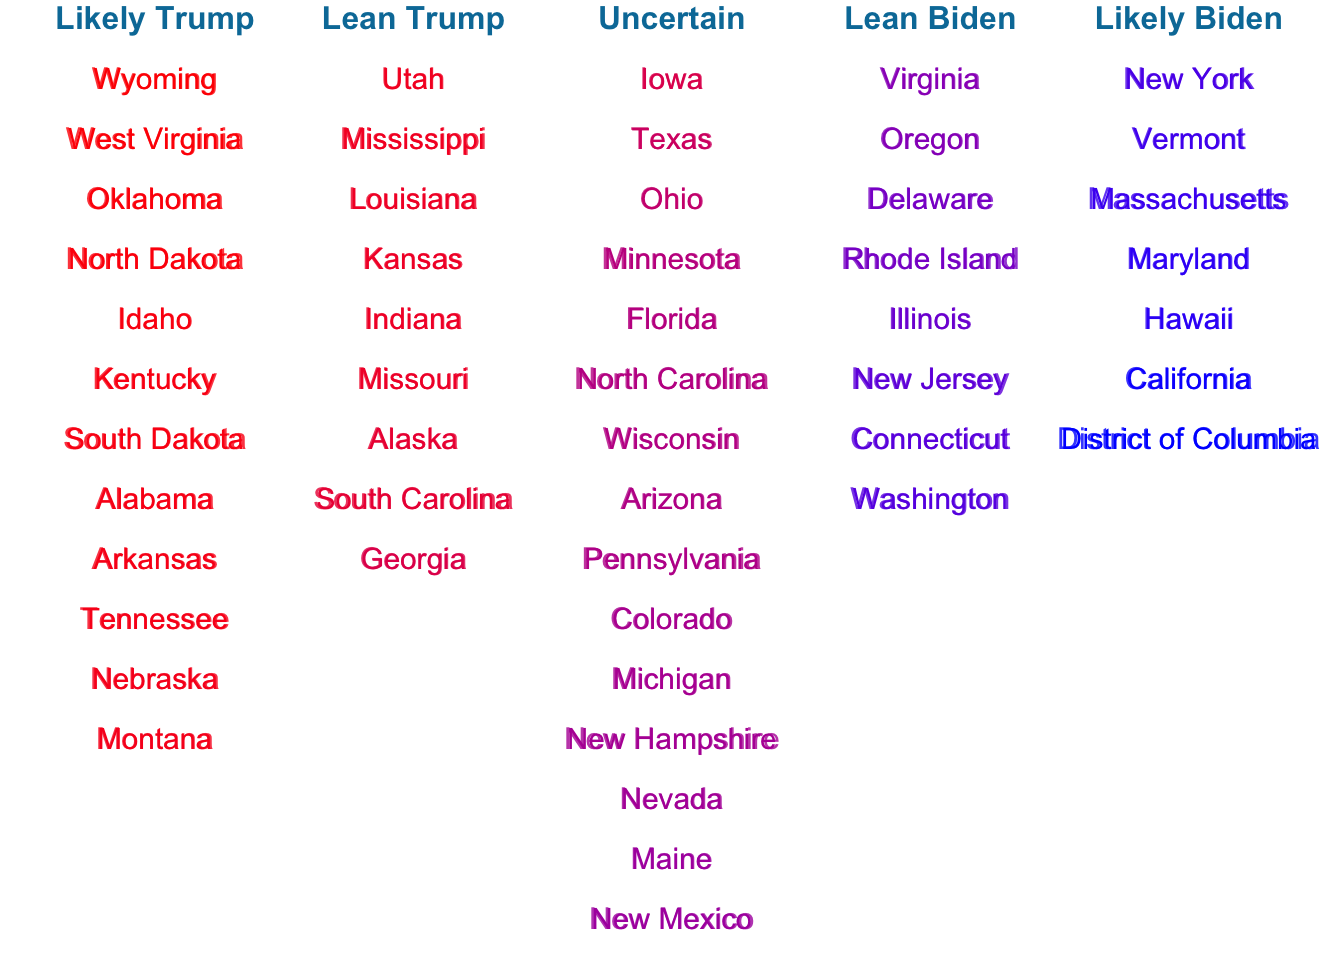 Likely Trump Lean Trump Uncertain Lean Biden Likely Biden
Wyoming Utah Iowa Virginia New York
West Virginia Mississippi Texas Oregon Vermont
Oklahoma Louisiana Ohio Delaware Massachusetts
North Dakota Kansas Minnesota Rhode Island Maryland
Idaho Indiana Florida Illinois Hawaii
Kentucky Missouri North Carolina New Jersey California
South Dakota Alaska Wisconsin Connecticut District of Columbia
Alabama South Carolina Arizona Washington
Arkansas Georgia Pennsylvania
Tennessee Colorado
Nebraska Michigan
Montana New Hampshire
Nevada
Maine
New Mexico